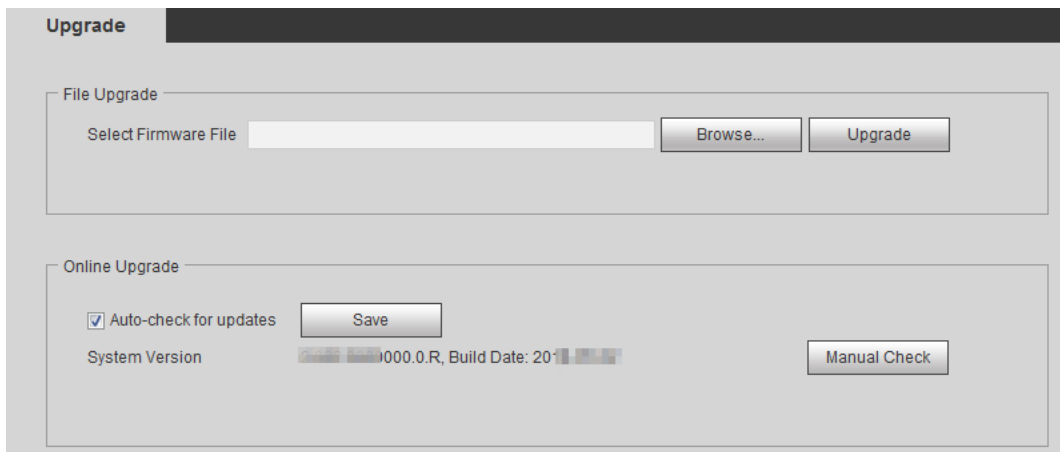 Upgrade
File Upgrade
Select Firmware File Browse... Upgrade
Online Upgrade
Auto-check for updates Save
System Version 000.0.R, Build Date: 201 Manual Check